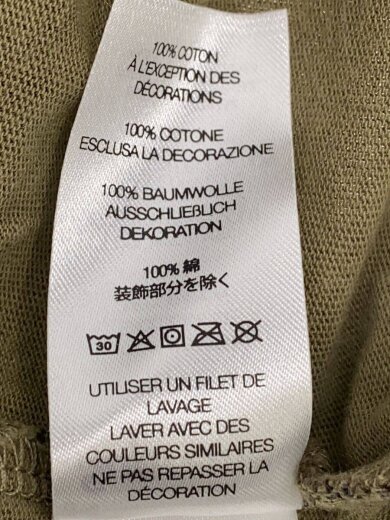 100% COTON
À L'EXCEPTION DES
DÉCORATIONS
100% COTONE
ESCLUSA LA DECORAZIONE
100% BAUMWOLLE
AUSSCHLIEßLICH
DEKORATION
100% 綿
装飾部分を除く
30
UTILISER UN FILET DE
LAVAGE
LAVER AVEC DES
COULEURS SIMILAIRES
NE PAS REPASSER LA
DÉCORATION